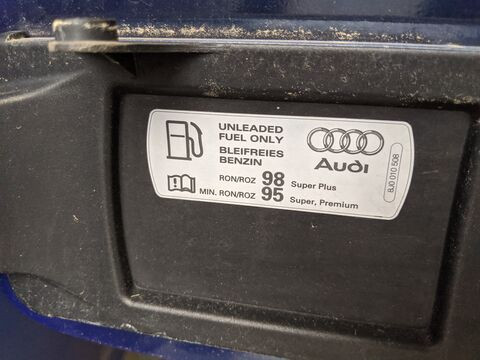 UNLEADED
FUEL ONLY
BLEIFREIES
BENZIN
RON/ROZ 98 Super Plus
MIN. RON/ROZ 95 Super, Premium
Audi
8J0 010 508